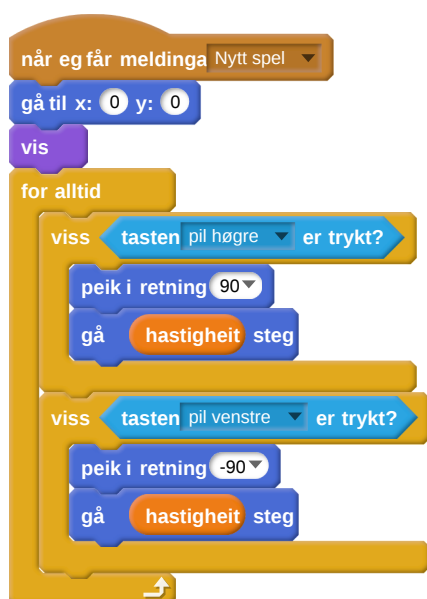 når eg får meldinga Nytt spel
gå til x: 0 y: 0
vis
for alltid
viss tasten pil høgre er trykt?
peik i retning 90
gå hastigheit steg
viss tasten pil venstre er trykt?
peik i retning -90
gå hastigheit steg